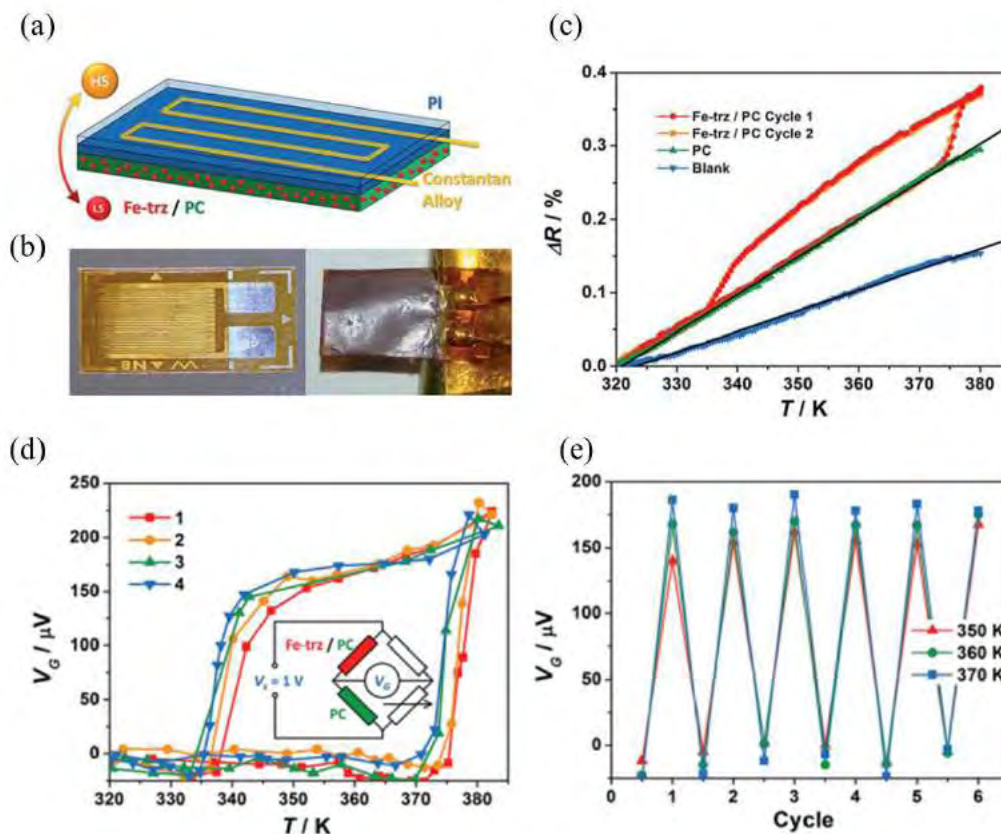 (a)
HS
PI
Constantan
Alloy
LS
Fe-trz / PC
(b)
(c)
0.4
0.3
0.2
0.1
0.0
ΔR / %
Fe-trz / PC Cycle 1
Fe-trz / PC Cycle 2
PC
Blank
320 330 340 350 360 370 380
T / K
(d)
250
200
150
100
50
0
V_G / μV
1
2
3
4
Fe-trz / PC
V_s = 1 V
V_G
PC
320 340 360 380
T / K
(e)
200
150
100
50
0
V_G / μV
350 K
360 K
370 K
0 1 2 3 4 5 6
Cycle